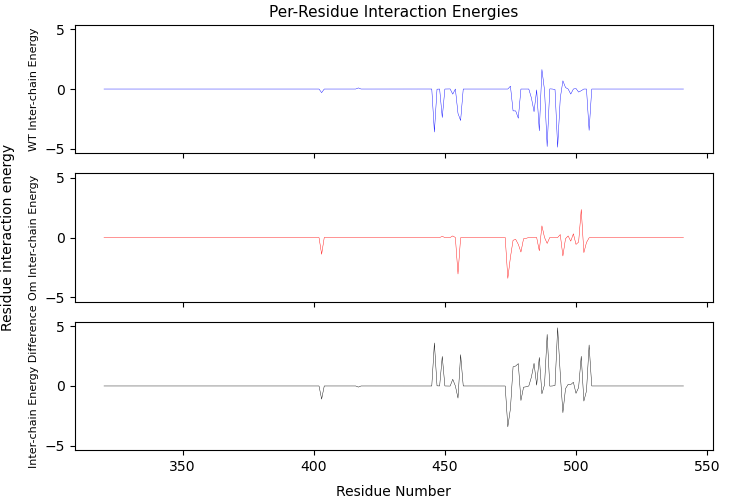 Per-Residue Interaction Energies
Residue interaction energy
WT Inter-chain Energy
5
0
−5
Om Inter-chain Energy
5
0
−5
Inter-chain Energy Difference
5
0
−5
350
400
450
500
550
Residue Number